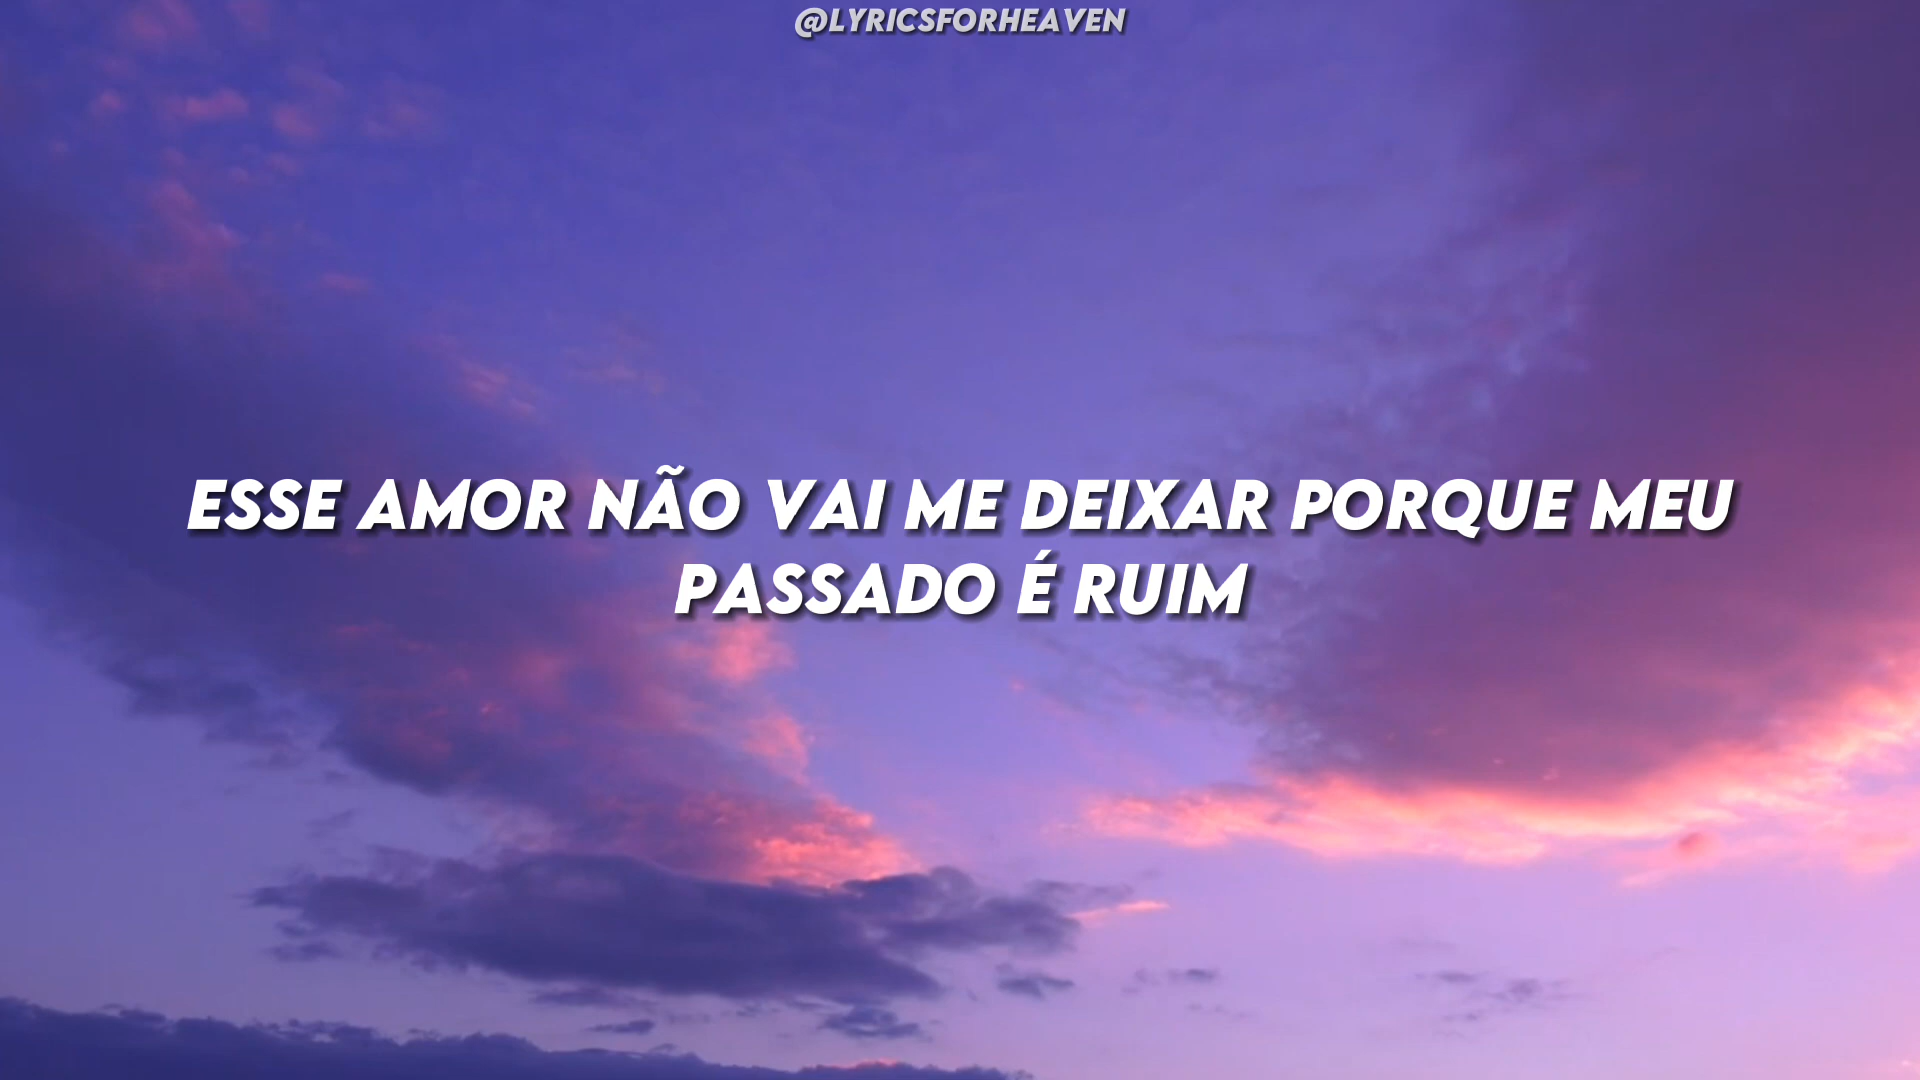 @LYRICSFORHEAVEN
ESSE AMOR NÃO VAI ME DEIXAR PORQUE MEU
PASSADO É RUIM